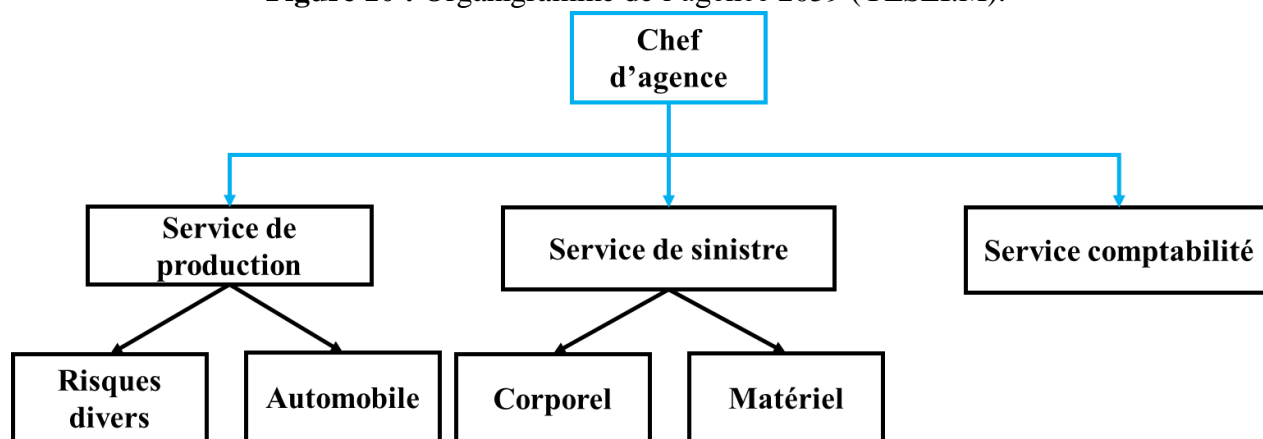 Chef
d’agence
Service de
production
Service de sinistre
Service comptabilité
Risques
divers
Automobile
Corporel
Matériel